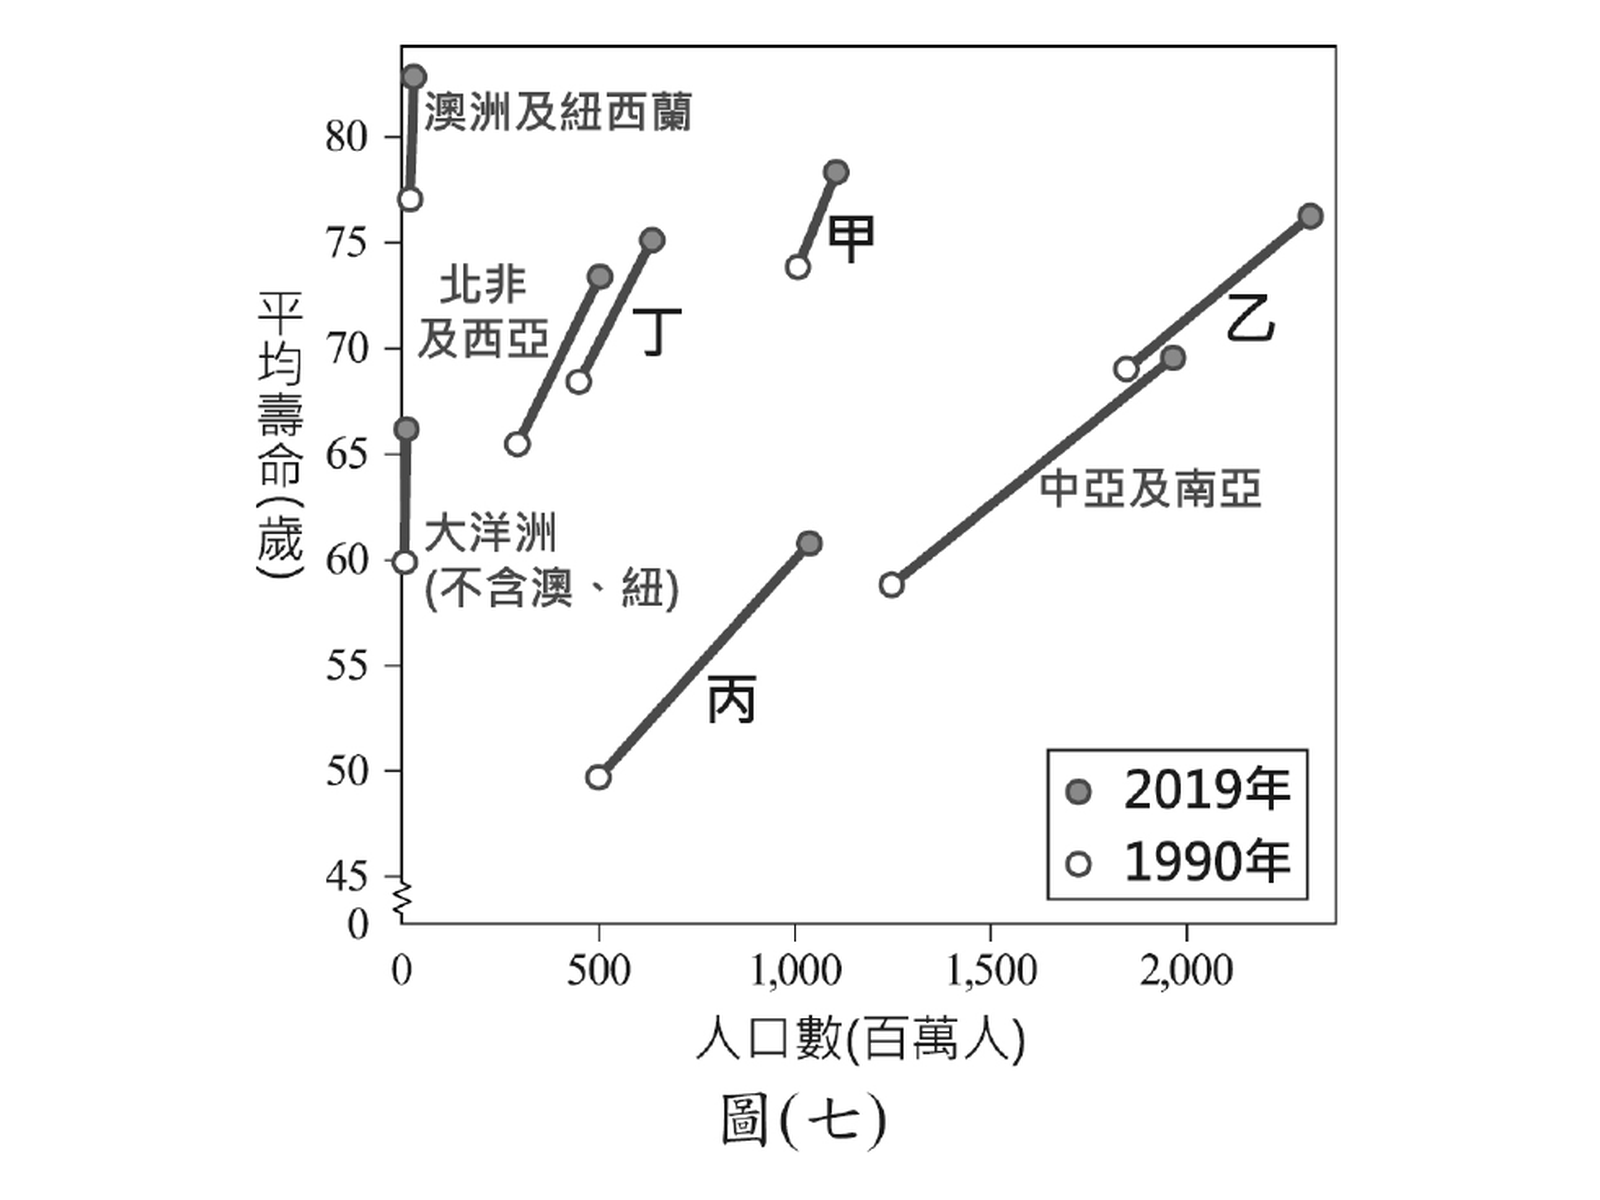 澳洲及紐西蘭
80
甲
75
北非
及西亞
丁
乙
70
平均壽命(歲)
65
中亞及南亞
大洋洲
(不含澳、紐)
60
55
丙
50
2019年
1990年
45
0
0 500 1,000 1,500 2,000
人口數(百萬人)
圖(七)